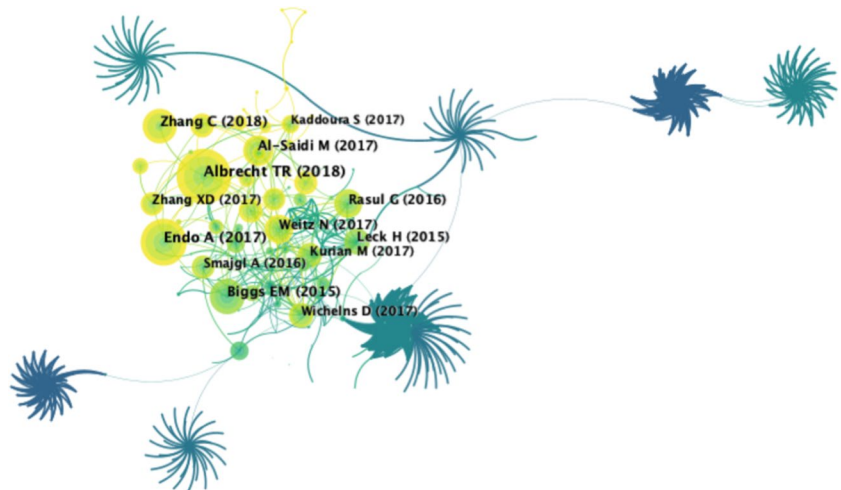 Zhang C (2018)
Kaddoura S (2017)
Al-Saidi M (2017)
Albrecht TR (2018)
Zhang XD (2017)
Rasul G (2016)
Weitz N (2017)
Endo A (2017)
Leck H (2015)
Kurian M (2017)
Smajgl A (2016)
Biggs EM (2015)
Wichelns D (2017)